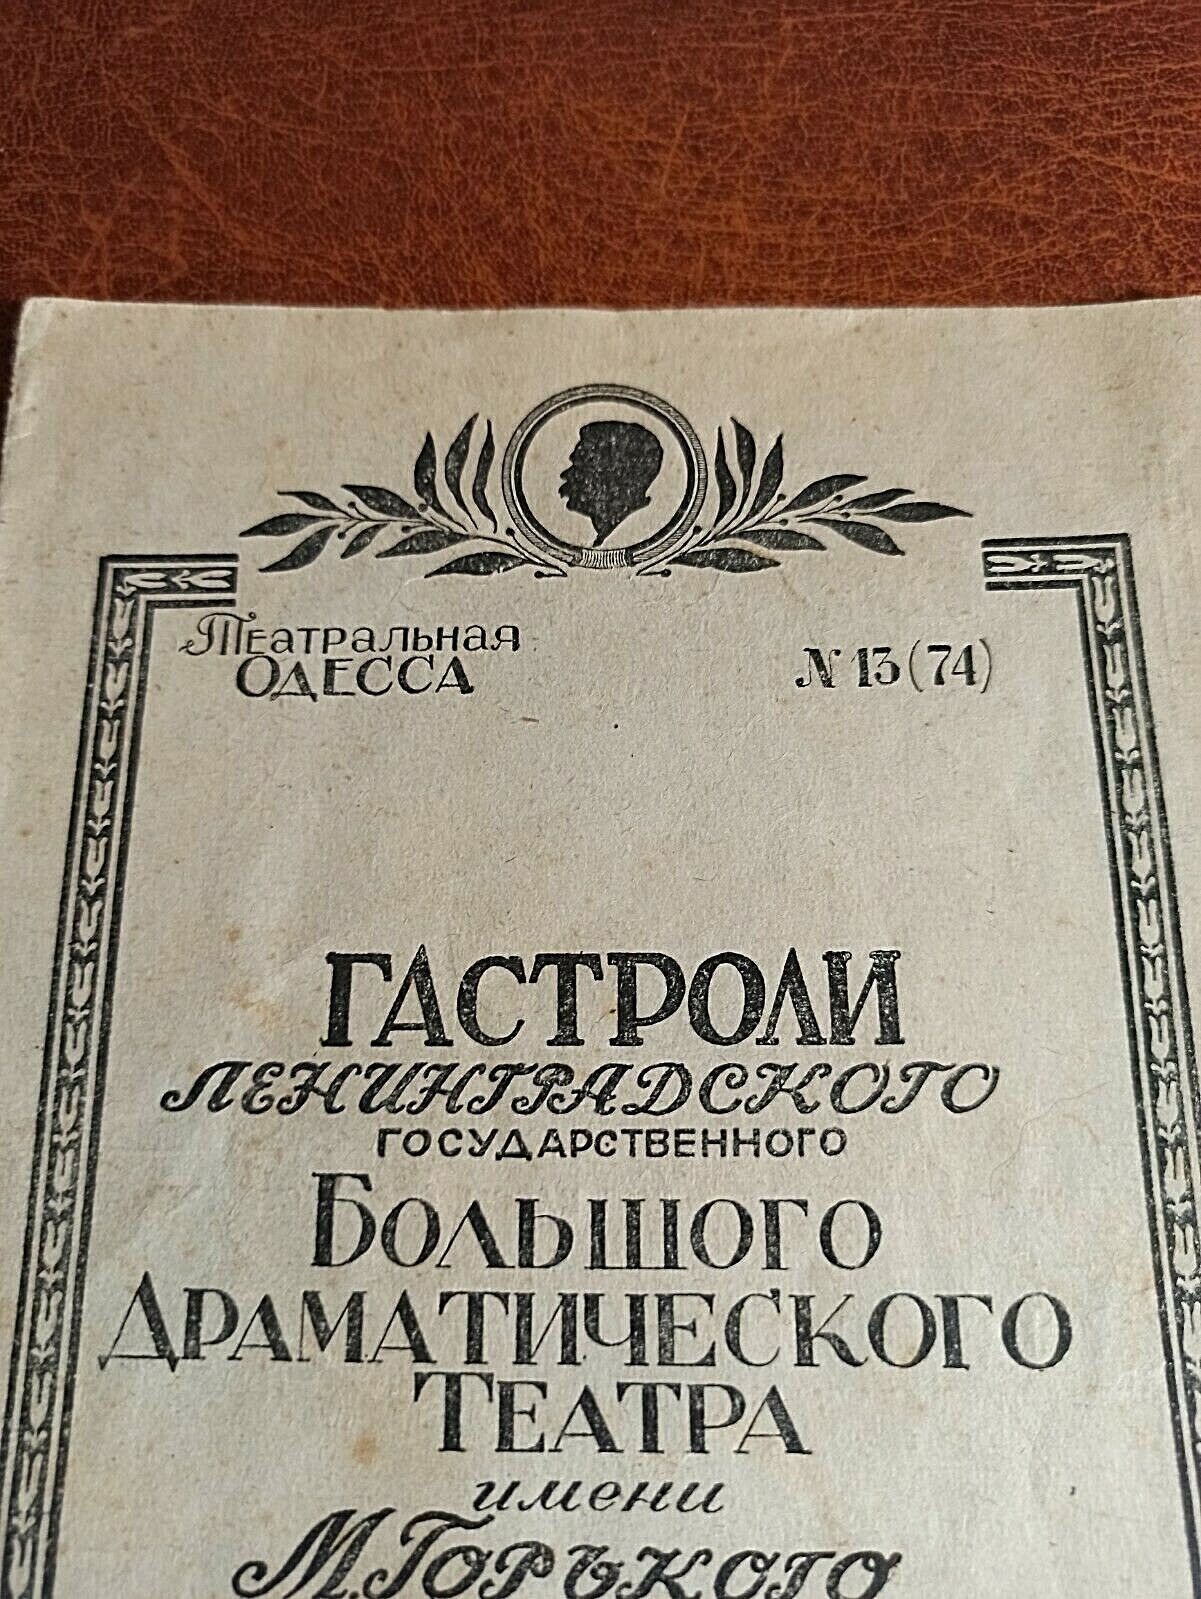 Театральная
ОДЕССА
№ 13 (74)
ГАСТРОЛИ
ЛЕНИНГРАДСКОГО
ГОСУДАРСТВЕННОГО
БОЛЬШОГО
ДРАМАТИЧЕСКОГО
ТЕАТРА
имени
М. ГОРЬКОГО